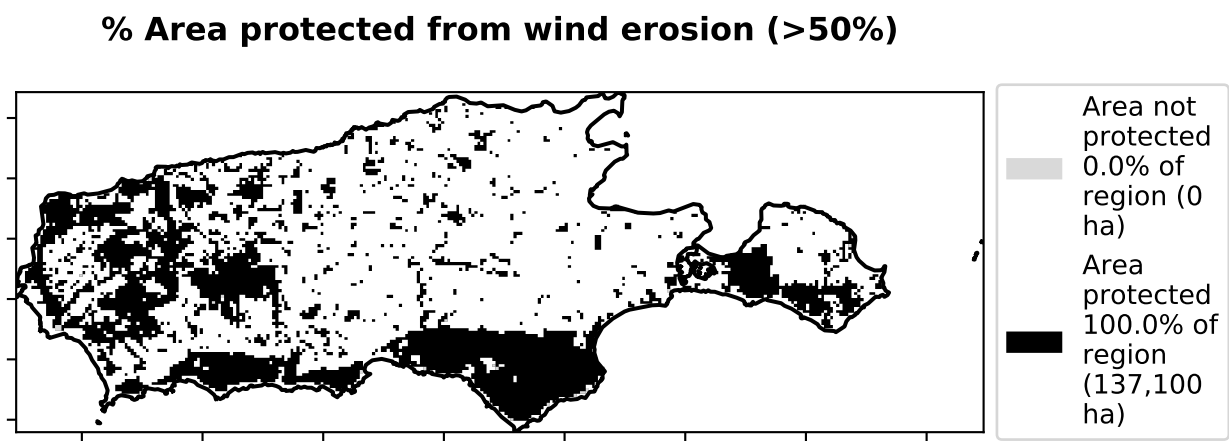 % Area protected from wind erosion (>50%)
Area not
protected
0.0% of
region (0
ha)
Area
protected
100.0% of
region
(137,100
ha)